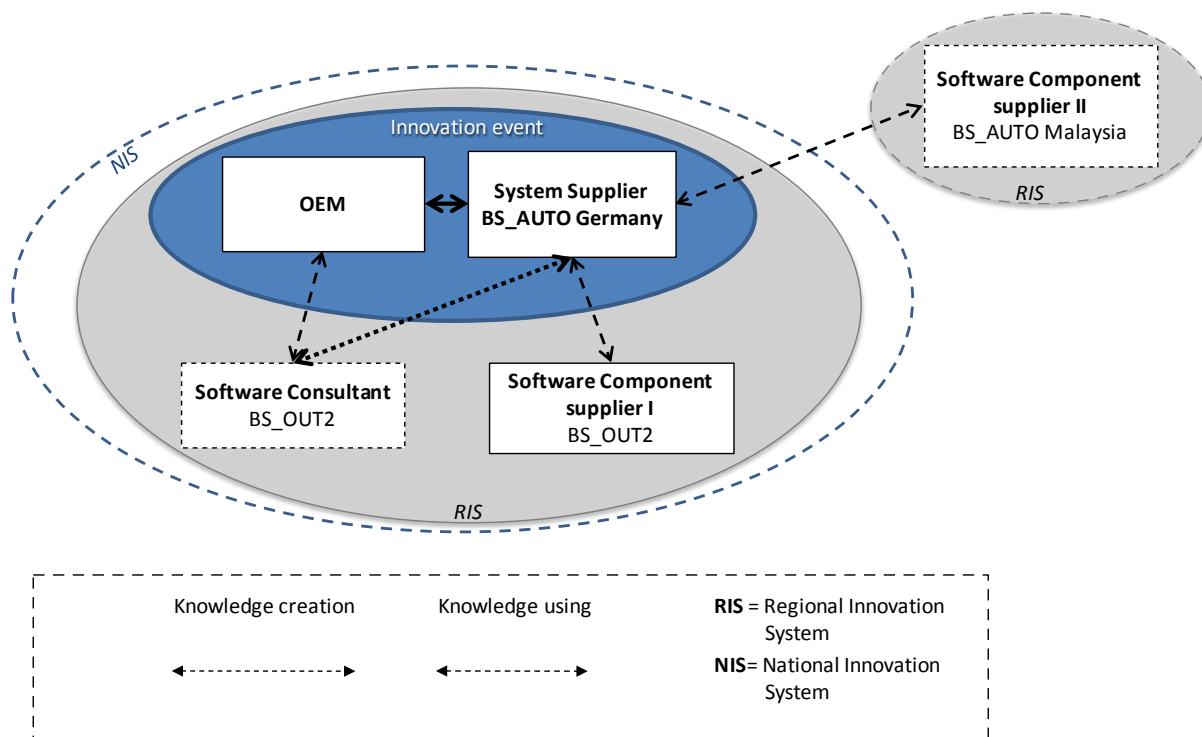 Software Component
supplier II
BS_AUTO Malaysia
RIS
NIS
Innovation event
OEM
System Supplier
BS_AUTO Germany
Software Consultant
BS_OUT2
Software Component
supplier I
BS_OUT2
RIS
Knowledge creation
Knowledge using
RIS = Regional Innovation
System
NIS= National Innovation
System